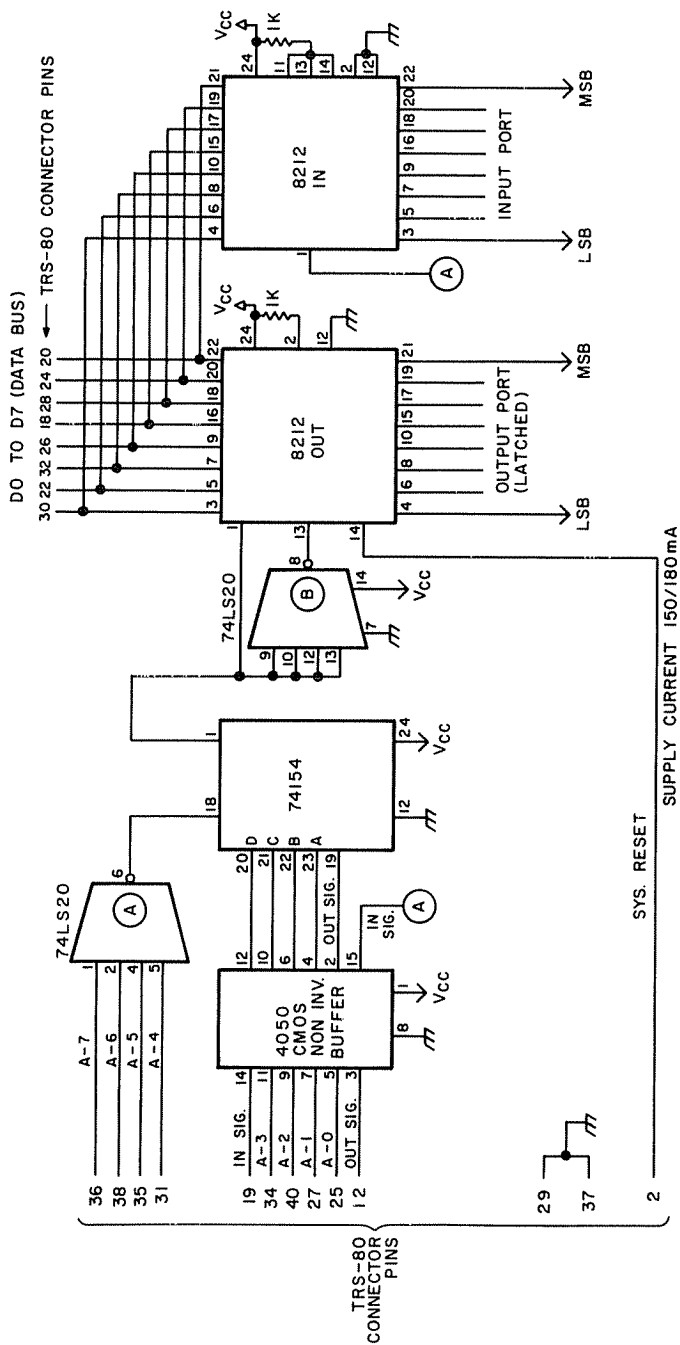 TRS-80 CONNECTOR PINS
36
38
35
31
A-7
A-6
A-5
A-4
1
2
4
5
74LS20
A
6
19
34
40
27
25
12
IN SIG.
A-3
A-2
A-1
A-0
OUT SIG.
14
11
9
7
5
3
4050
CMOS
NON INV.
BUFFER
12
10
6
4
2
15
8
1
VCC
OUT SIG.
IN SIG.
A
20
21
22
23
19
D
C
B
A
18
1
74154
12
24
VCC
74LS20
9
10
12
13
B
8
7
14
VCC
29
37
2
SYS. RESET
SUPPLY CURRENT 150/180mA
DO TO D7 (DATA BUS)
TRS-80 CONNECTOR PINS
30
22
32
26
18
28
24
20
1
13
14
3
5
7
9
16
18
20
22
8212
OUT
24
2
12
VCC
1K
4
6
8
10
15
17
19
21
LSB
OUTPUT PORT
(LATCHED)
MSB
4
6
8
10
15
17
19
21
8212
IN
1
A
24
11
13
14
2
12
VCC
1K
3
5
7
9
16
18
20
22
LSB
INPUT PORT
MSB